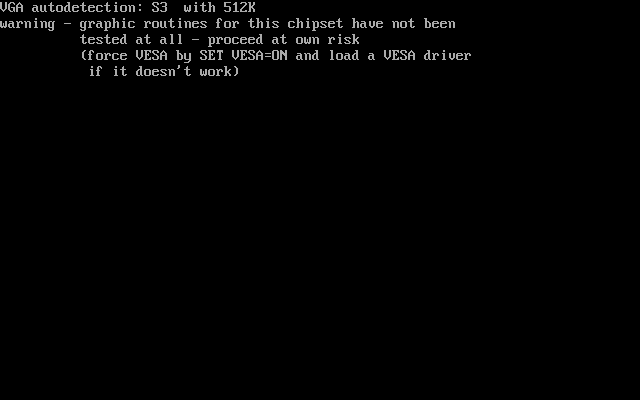 VGA autodetection: S3  with 512K
warning - graphic routines for this chipset have not been
          tested at all - proceed at own risk
          (force VESA by SET VESA=ON and load a VESA driver
           if it doesn't work)